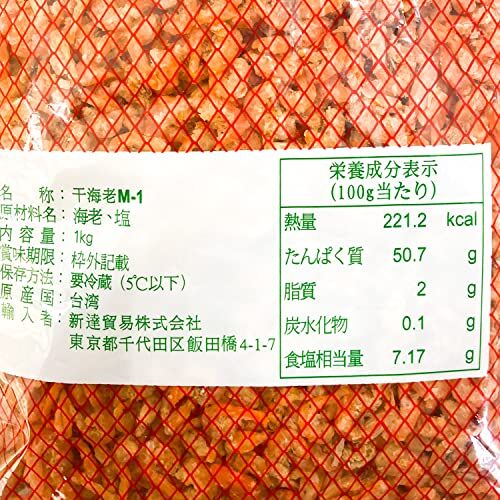 名　　称：干海老M-1
原材料名：海老、塩
内 容 量：1kg
賞味期限：枠外記載
保存方法：要冷蔵（5℃以下）
原 産 国：台湾
輸 入 者：新達貿易株式会社
東京都千代田区飯田橋4-1-7
栄養成分表示
(100g当たり)
熱量 221.2 kcal
たんぱく質 50.7 g
脂質 2 g
炭水化物 0.1 g
食塩相当量 7.17 g